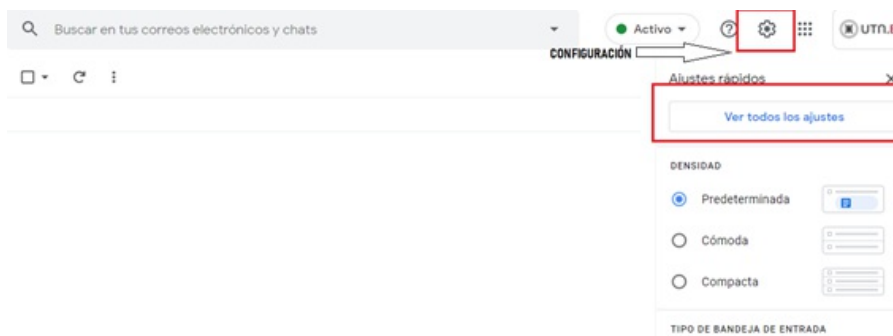 Buscar en tus correos electrónicos y chats
Activo
UTN.
CONFIGURACIÓN
Ajustes rápidos
Ver todos los ajustes
DENSIDAD
Predeterminada
Cómoda
Compacta
TIPO DE BANDEJA DE ENTRADA